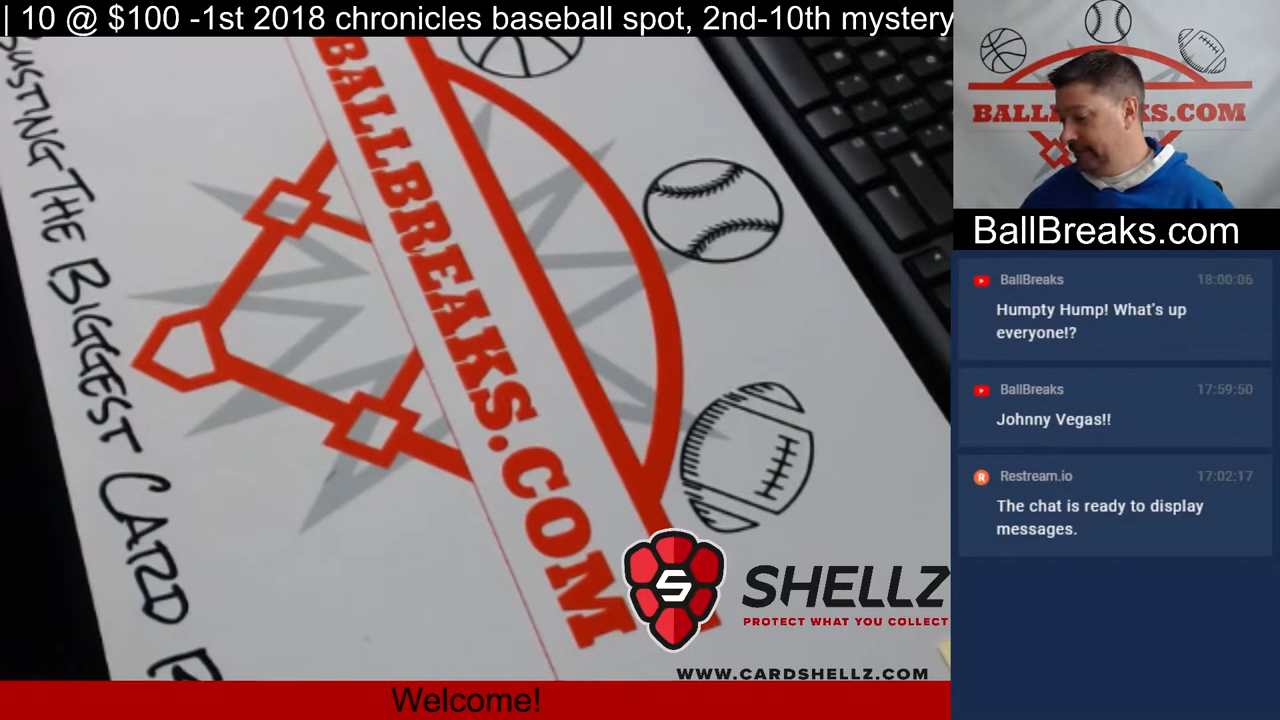 | 10 @ $100 -1st 2018 chronicles baseball spot, 2nd-10th mystery
BUSTING THE BIGGEST CARD
BALLBREAKS.COM
BALLBREAKS.COM
BallBreaks.com
BallBreaks 18:00:06
Humpty Hump! What's up
everyone!?
BallBreaks 17:59:50
Johnny Vegas!!
Restream.io 17:02:17
The chat is ready to display
messages.
S SHELLZ
PROTECT WHAT YOU COLLECT
WWW.CARDSHELLZ.COM
Welcome!